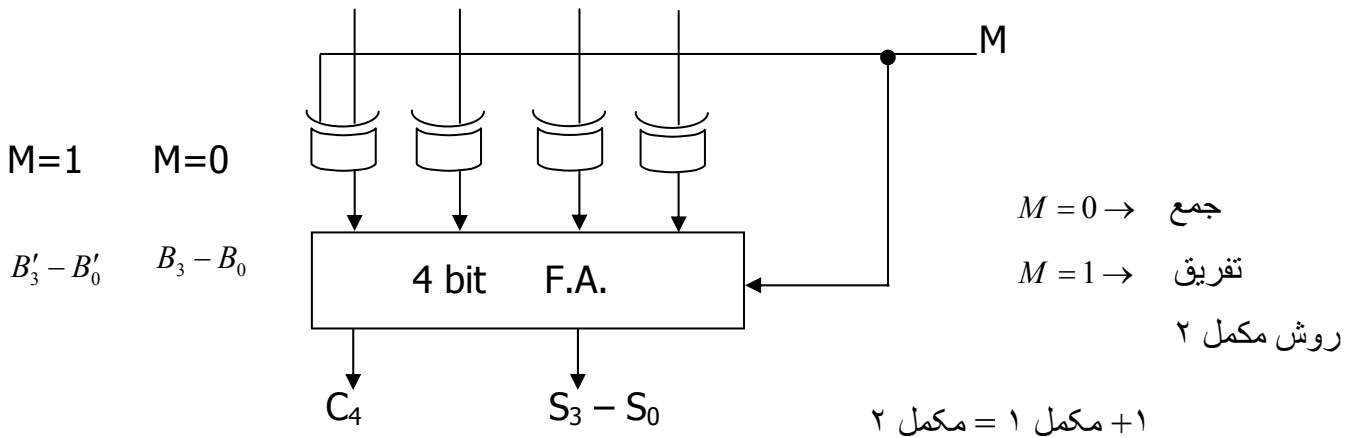 M
M=1 M=0
M = 0 → جمع
B′₃ − B′₀ B₃ − B₀
4 bit F.A.
M = 1 → تفریق
روش مکمل ۲
C₄ S₃ – S₀
۱+ مکمل ۱ = مکمل ۲